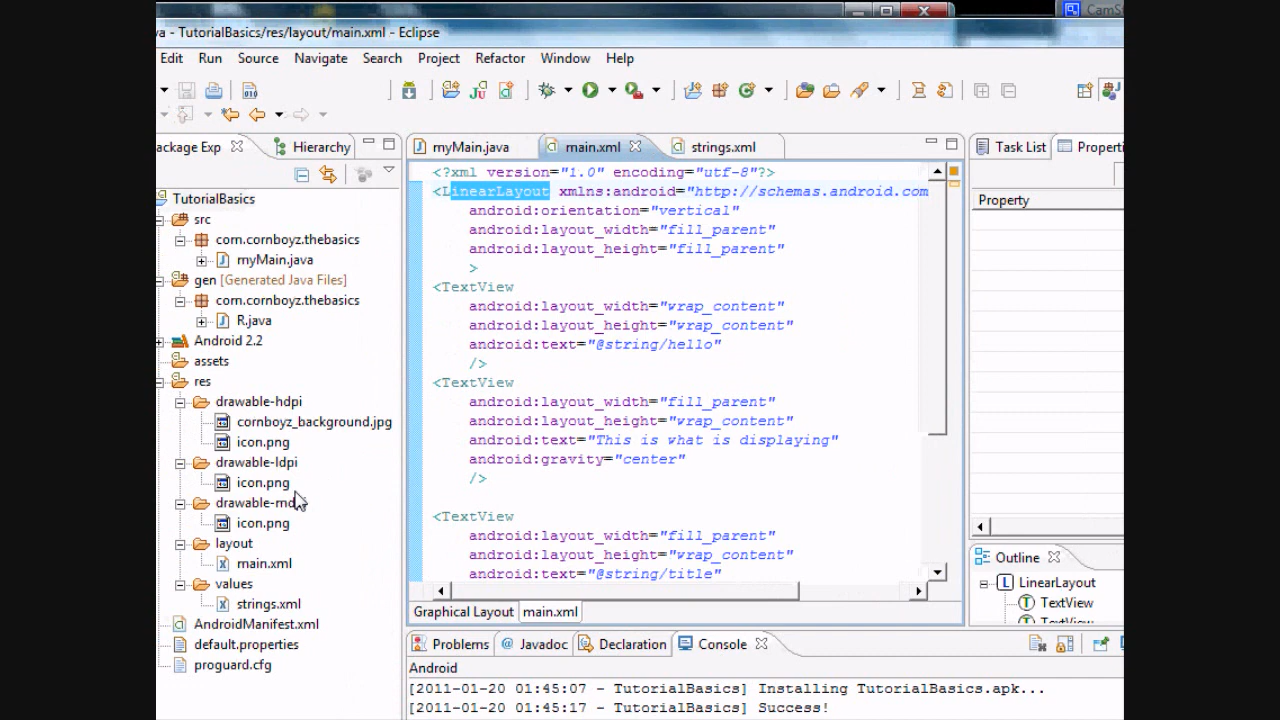 CamSt
va - TutorialBasics/res/layout/main.xml - Eclipse
Edit Run Source Navigate Search Project Refactor Window Help
ackage Exp Hierarchy
TutorialBasics
src
com.cornboyz.thebasics
myMain.java
gen [Generated Java Files]
com.cornboyz.thebasics
R.java
Android 2.2
assets
res
drawable-hdpi
cornboyz_background.jpg
icon.png
drawable-ldpi
icon.png
drawable-md
icon.png
layout
main.xml
values
strings.xml
AndroidManifest.xml
default.properties
proguard.cfg
myMain.java main.xml strings.xml
<?xml version="1.0" encoding="utf-8"?>
<LinearLayout xmlns:android="http://schemas.android.com
android:orientation="vertical"
android:layout_width="fill_parent"
android:layout_height="fill_parent"
>
<TextView
android:layout_width="wrap_content"
android:layout_height="wrap_content"
android:text="@string/hello"
/>
<TextView
android:layout_width="fill_parent"
android:layout_height="wrap_content"
android:text="This is what is displaying"
android:gravity="center"
/>
<TextView
android:layout_width="fill_parent"
android:layout_height="wrap_content"
android:text="@string/title"
Graphical Layout main.xml
Task List Properti
Property
Outline
LinearLayout
TextView
TextView
Problems @ Javadoc Declaration Console
Android
[2011-01-20 01:45:07 - TutorialBasics] Installing TutorialBasics.apk...
[2011-01-20 01:45:17 - TutorialBasics] Success!